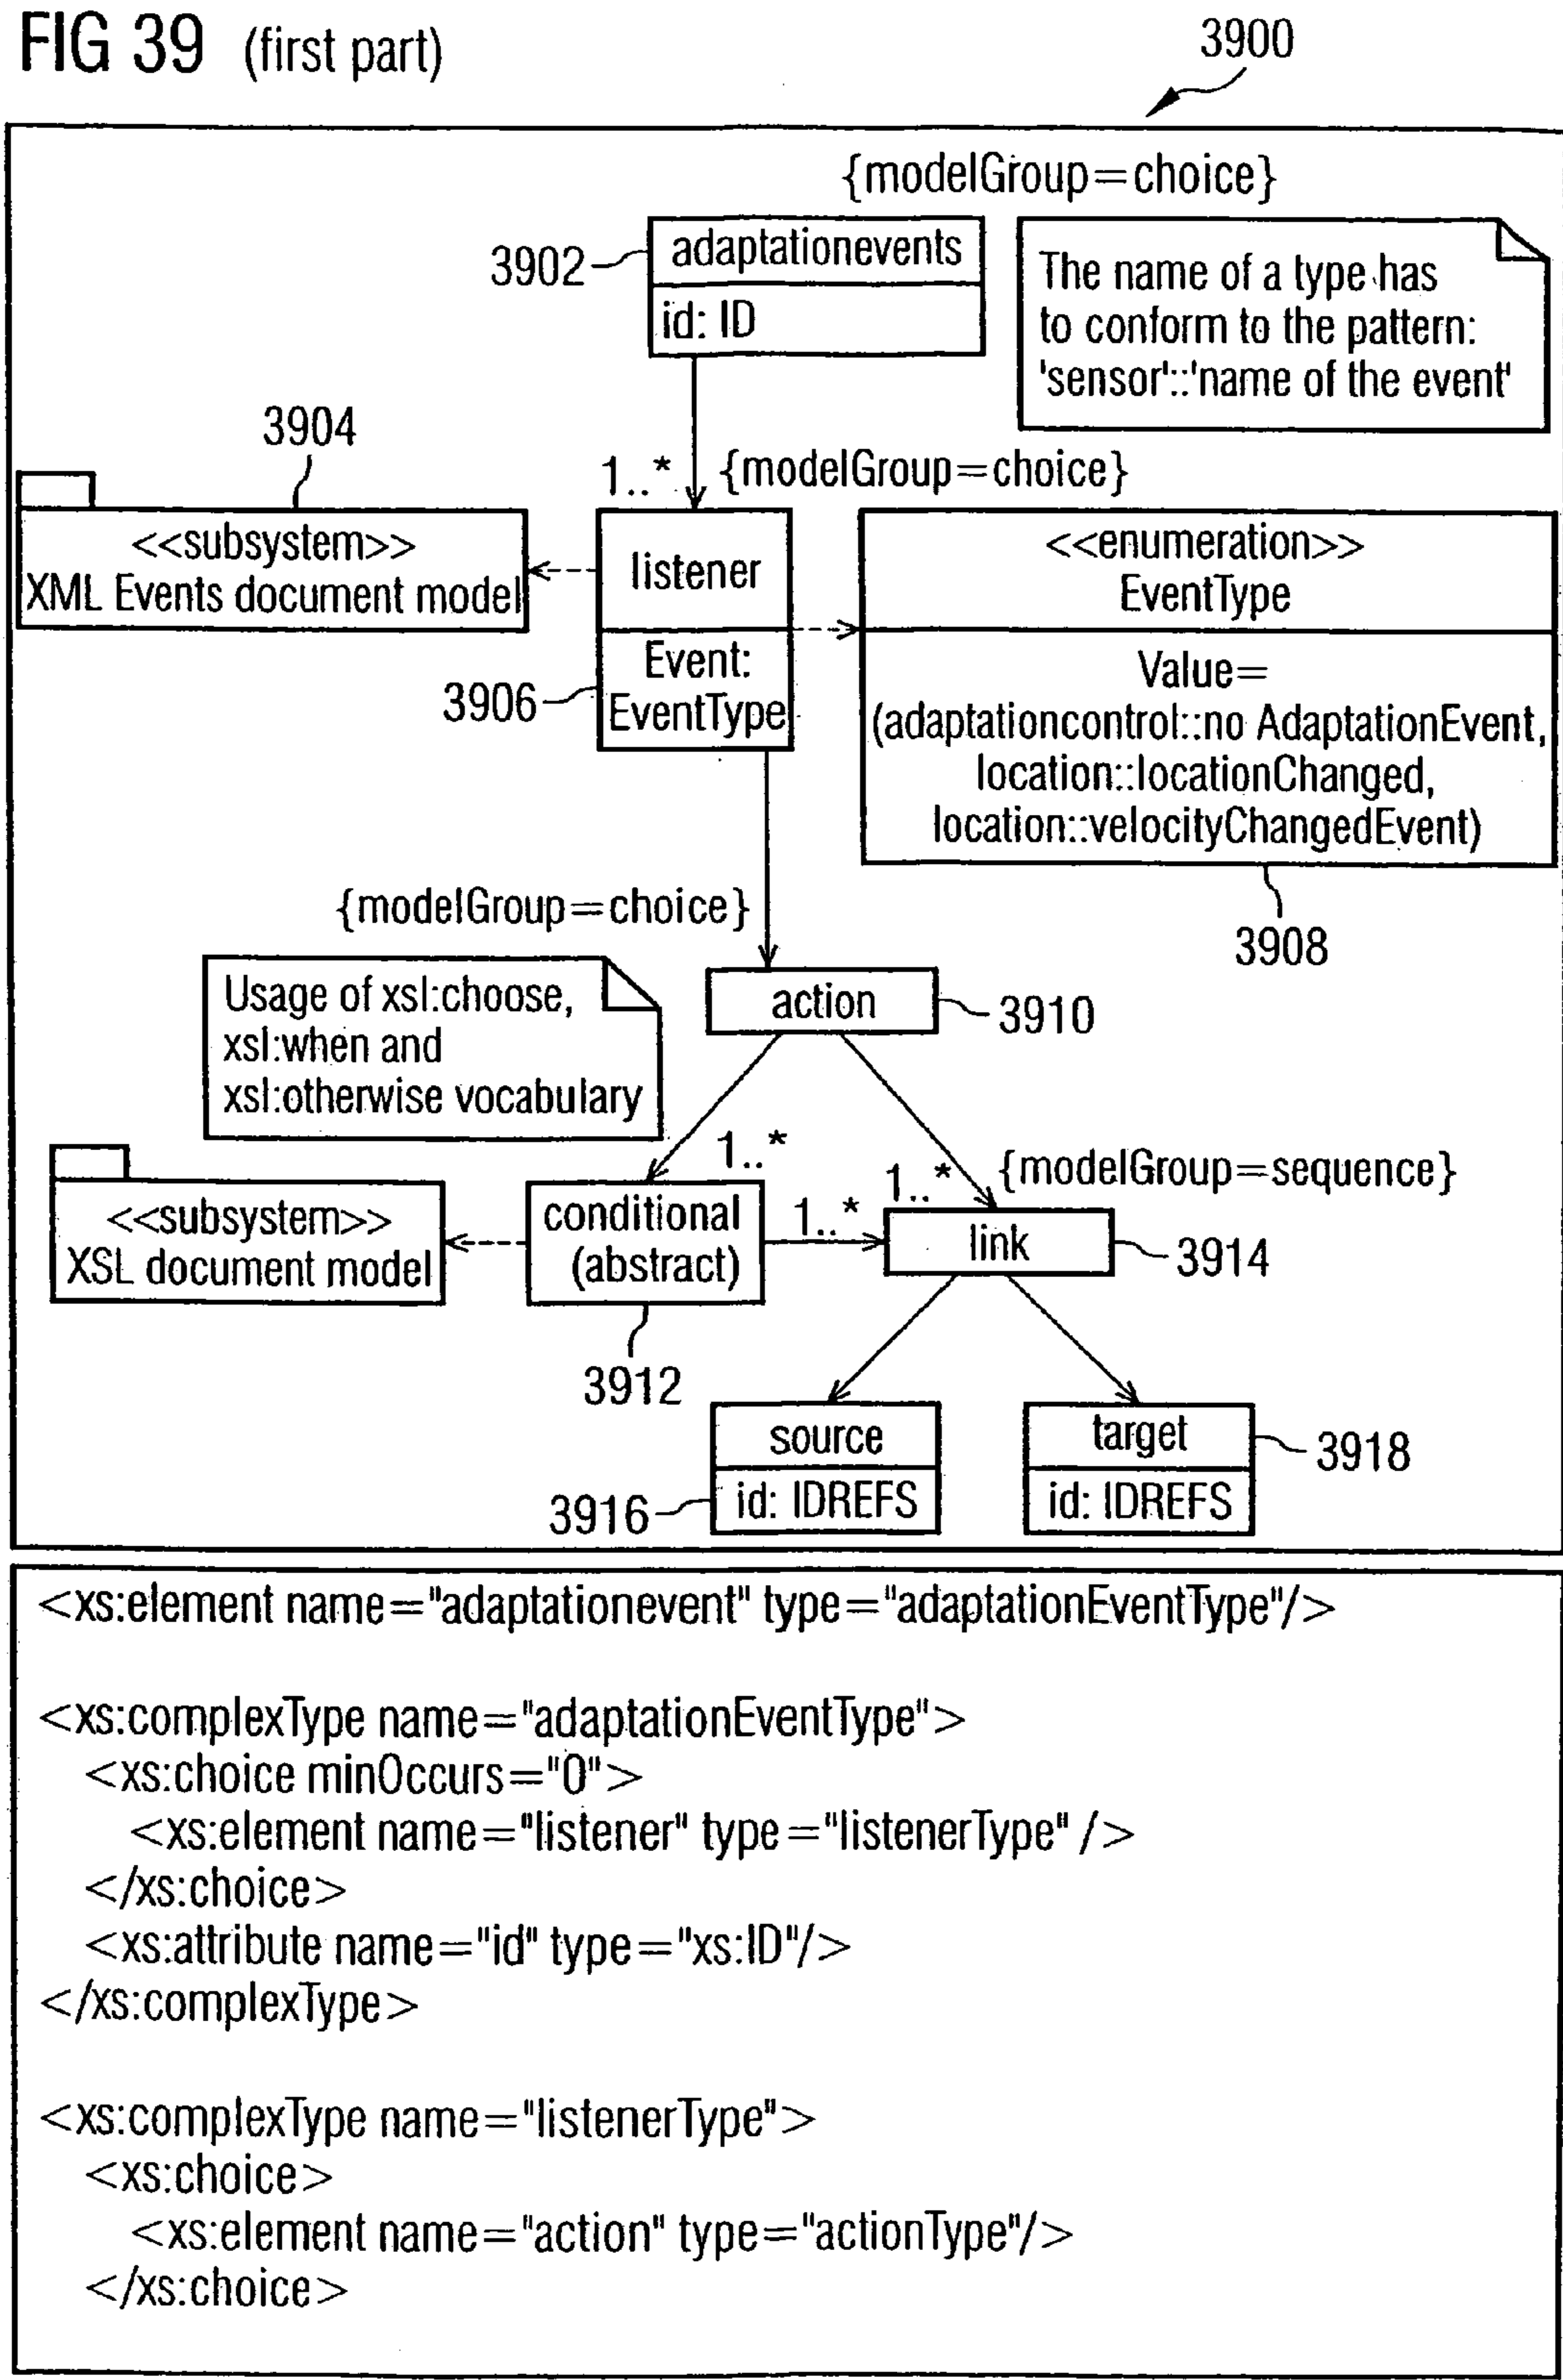 FIG 39 (first part)
3900
{modelGroup=choice}
3902
adaptationevents
id: ID
The name of a type has
to conform to the pattern:
'sensor'::'name of the event'
3904
1..* {modelGroup=choice}
<<subsystem>>
XML Events document model
listener
Event:
EventType
3906
<<enumeration>>
EventType
Value=
(adaptationcontrol::no AdaptationEvent,
location::locationChanged,
location::velocityChangedEvent)
3908
{modelGroup=choice}
Usage of xsl:choose,
xsl:when and
xsl:otherwise vocabulary
action
3910
1..*
1..* {modelGroup=sequence}
<<subsystem>>
XSL document model
conditional
(abstract)
1..*
link
3914
3912
source
id: IDREFS
3916
target
id: IDREFS
3918
<xs:element name="adaptationevent" type="adaptationEventType"/>
<xs:complexType name="adaptationEventType">
<xs:choice minOccurs="0">
<xs:element name="listener" type="listenerType" />
</xs:choice>
<xs:attribute name="id" type="xs:ID"/>
</xs:complexType>
<xs:complexType name="listenerType">
<xs:choice>
<xs:element name="action" type="actionType"/>
</xs:choice>